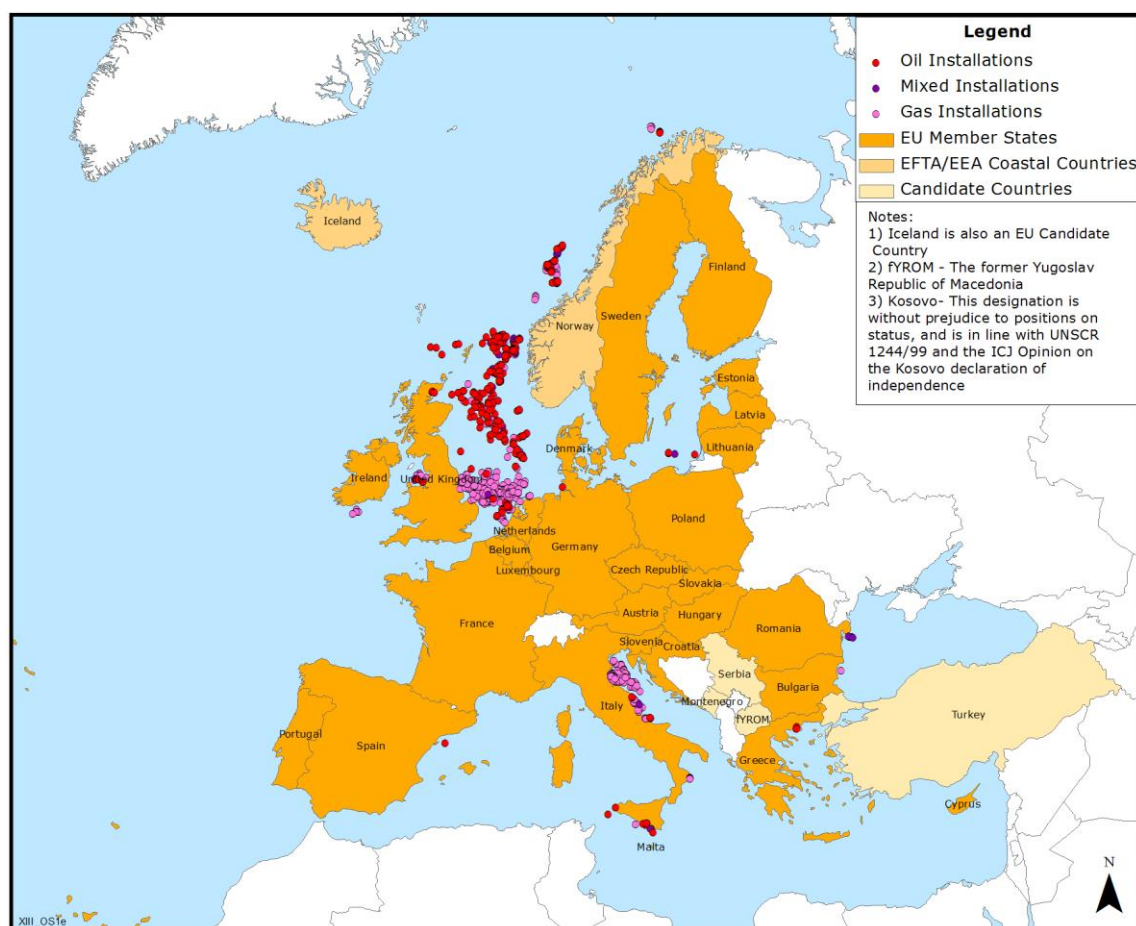 Legend
Oil Installations
Mixed Installations
Gas Installations
EU Member States
EFTA/EEA Coastal Countries
Candidate Countries
Notes:
1) Iceland is also an EU Candidate
Country
2) fYROM - The former Yugoslav
Republic of Macedonia
3) Kosovo- This designation is
without prejudice to positions on
status, and is in line with UNSCR
1244/99 and the ICJ Opinion on
the Kosovo declaration of
independence
Iceland
Finland
Norway
Sweden
Estonia
Latvia
Denmark
Lithuania
Ireland
United Kingdom
Netherlands
Poland
Belgium
Germany
Luxembourg
Czech Republic
Slovakia
Austria
Hungary
France
Slovenia
Croatia
Romania
Serbia
Bulgaria
Montenegro
Italy
fYROM
Turkey
Portugal
Spain
Greece
Cyprus
Malta
N
XIII_OS1e